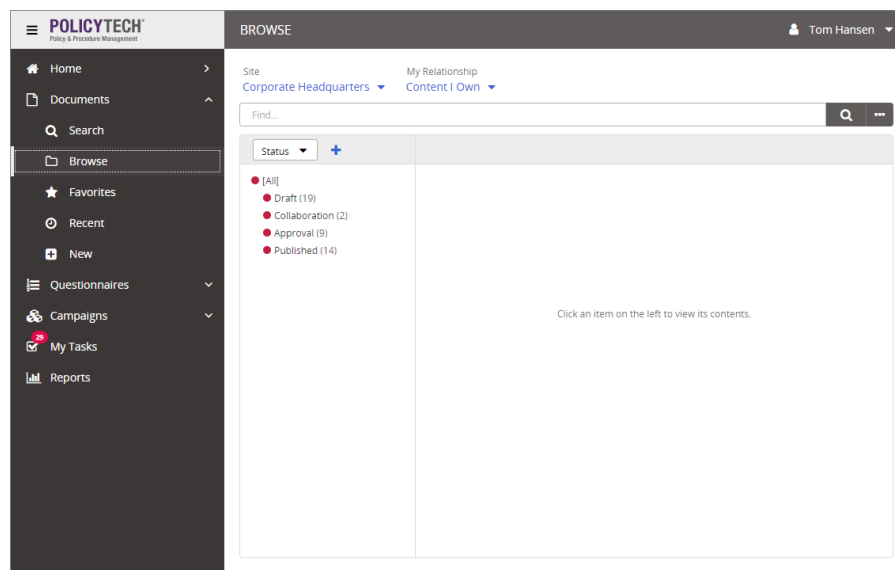 POLICYTECH
Policy & Procedure Management
BROWSE
Tom Hansen
Home
Documents
Search
Browse
Favorites
Recent
New
Questionnaires
Campaigns
29
My Tasks
Reports
Site
My Relationship
Corporate Headquarters
Content I Own
Find...
Status
[All]
Draft (19)
Collaboration (2)
Approval (9)
Published (14)
Click an item on the left to view its contents.